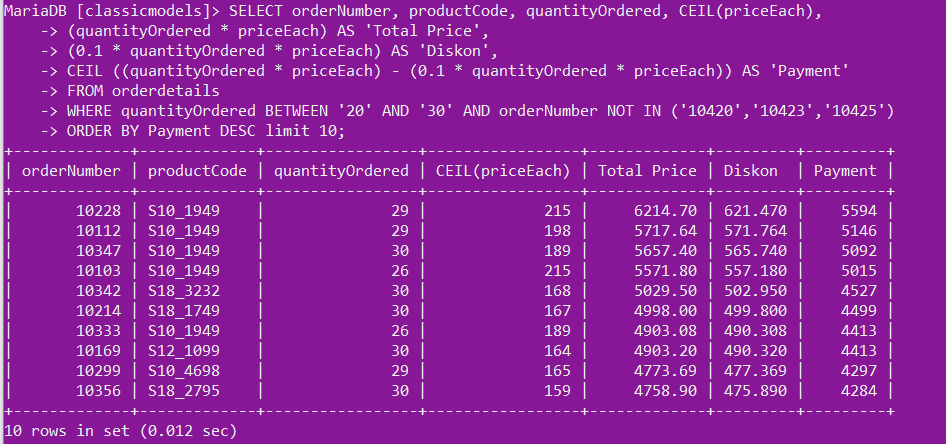 MariaDB [classicmodels]> SELECT orderNumber, productCode, quantityOrdered, CEIL(priceEach),
    -> (quantityOrdered * priceEach) AS 'Total Price',
    -> (0.1 * quantityOrdered * priceEach) AS 'Diskon',
    -> CEIL ((quantityOrdered * priceEach) - (0.1 * quantityOrdered * priceEach)) AS 'Payment'
    -> FROM orderdetails
    -> WHERE quantityOrdered BETWEEN '20' AND '30' AND orderNumber NOT IN ('10420','10423','10425')
    -> ORDER BY Payment DESC limit 10;
+-------------+-------------+-----------------+-----------------+-------------+---------+---------+
| orderNumber | productCode | quantityOrdered | CEIL(priceEach) | Total Price | Diskon  | Payment |
+-------------+-------------+-----------------+-----------------+-------------+---------+---------+
|       10228 | S10_1949    |              29 |             215 |     6214.70 | 621.470 |    5594 |
|       10112 | S10_1949    |              29 |             198 |     5717.64 | 571.764 |    5146 |
|       10347 | S10_1949    |              30 |             189 |     5657.40 | 565.740 |    5092 |
|       10103 | S10_1949    |              26 |             215 |     5571.80 | 557.180 |    5015 |
|       10342 | S18_3232    |              30 |             168 |     5029.50 | 502.950 |    4527 |
|       10214 | S18_1749    |              30 |             167 |     4998.00 | 499.800 |    4499 |
|       10333 | S10_1949    |              26 |             189 |     4903.08 | 490.308 |    4413 |
|       10169 | S12_1099    |              30 |             164 |     4903.20 | 490.320 |    4413 |
|       10299 | S10_4698    |              29 |             165 |     4773.69 | 477.369 |    4297 |
|       10356 | S18_2795    |              30 |             159 |     4758.90 | 475.890 |    4284 |
+-------------+-------------+-----------------+-----------------+-------------+---------+---------+
10 rows in set (0.012 sec)